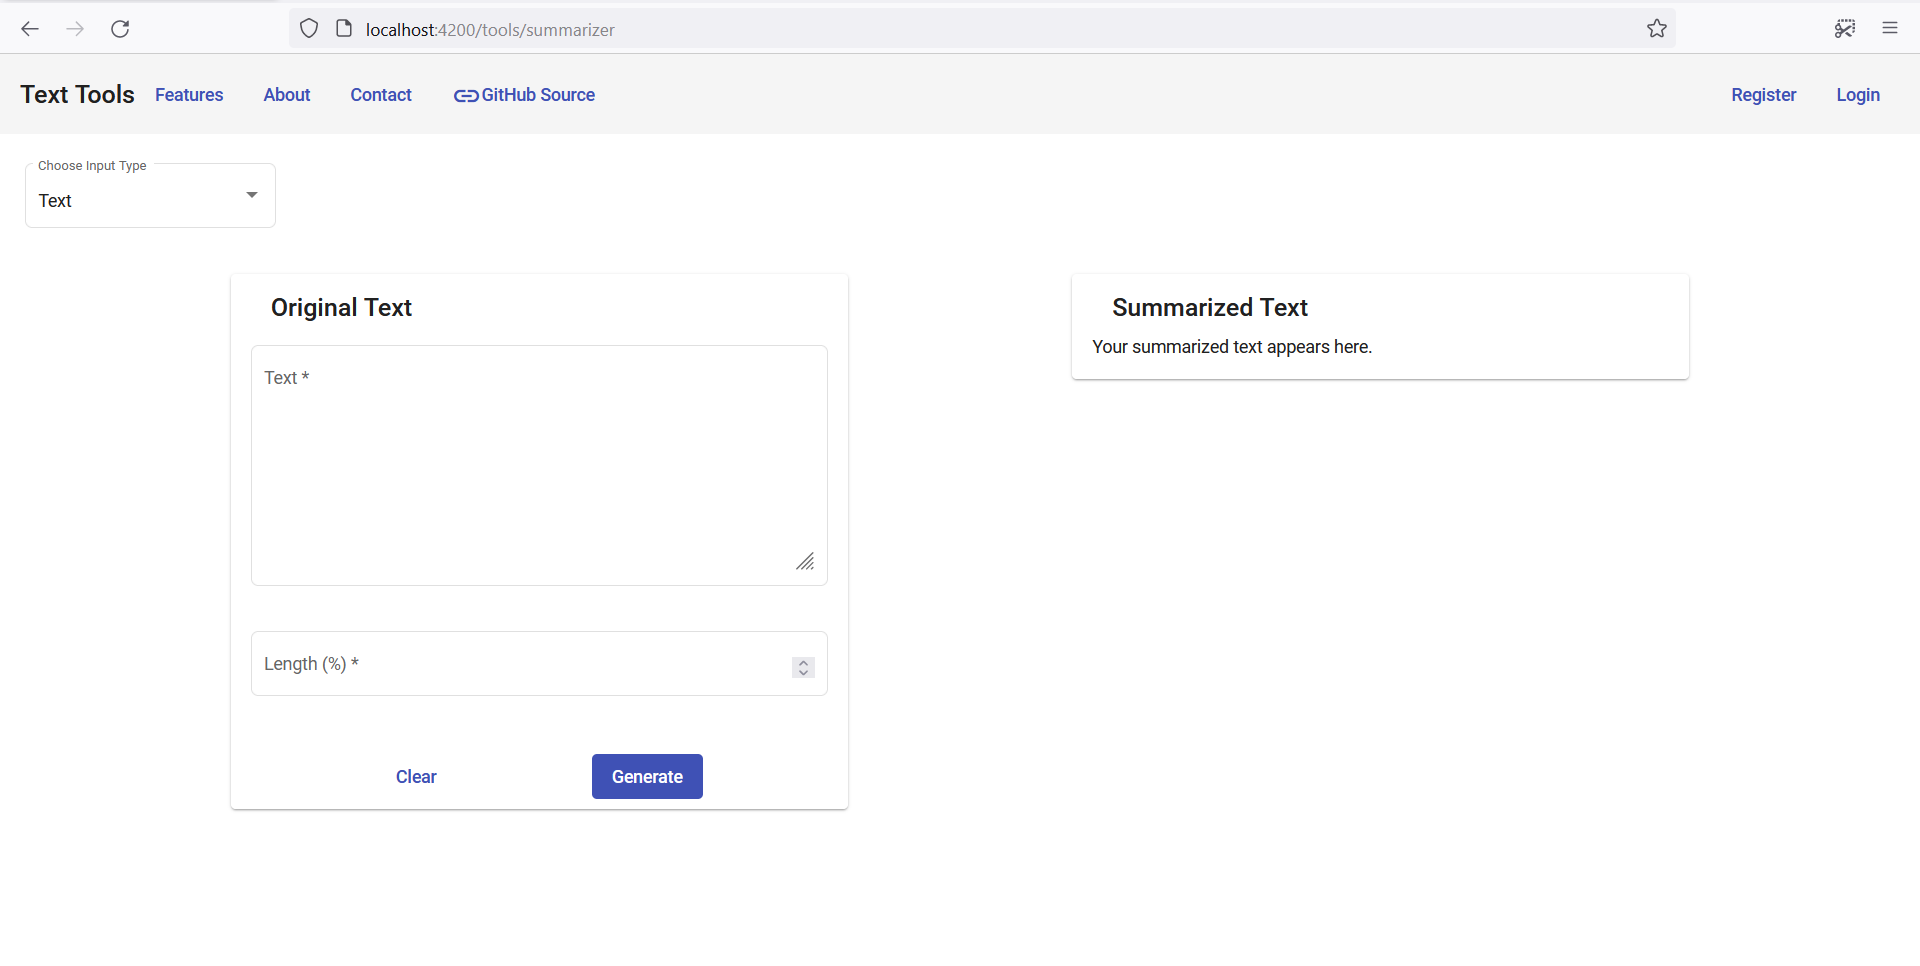 localhost:4200/tools/summarizer
Text Tools Features About Contact GitHub Source Register Login
Choose Input Type
Text
Original Text
Text *
Length (%) *
Clear Generate
Summarized Text
Your summarized text appears here.